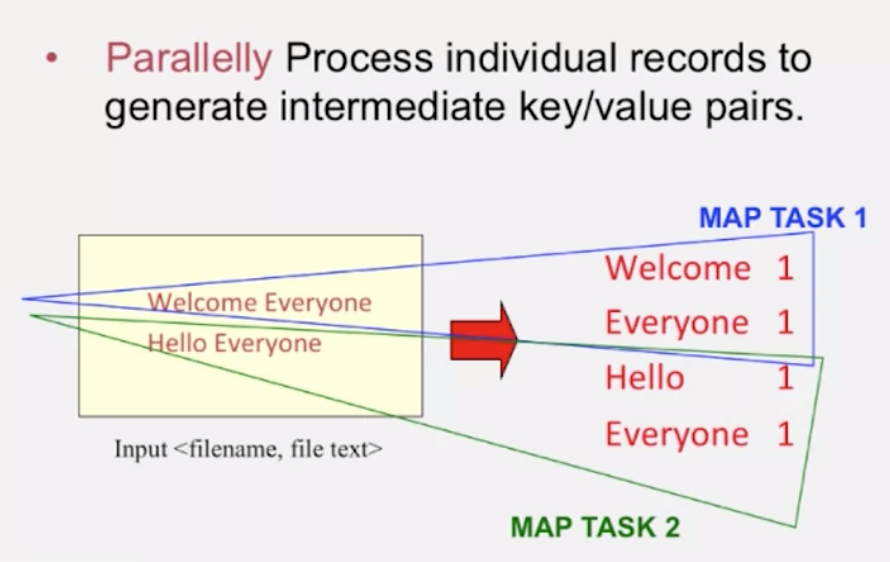 • Parallelly Process individual records to
generate intermediate key/value pairs.
MAP TASK 1
Welcome Everyone
Hello Everyone
Input <filename, file text>
Welcome 1
Everyone 1
Hello 1
Everyone 1
MAP TASK 2